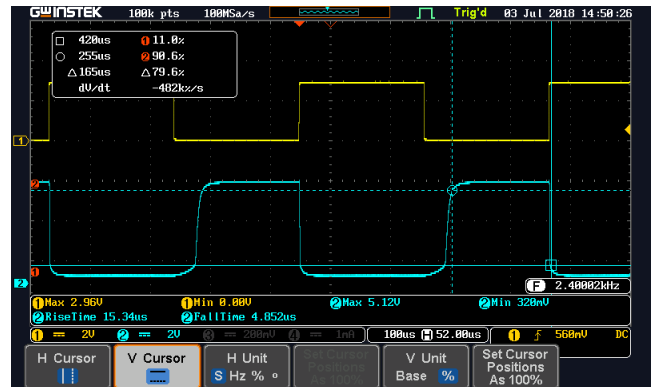 GWINSTEK 100k pts 100MSa/s Trig'd 03 Jul 2018 14:50:26
420us 1 11.0%
255us 2 90.6%
△165us △79.6%
dV/dt -482k%/s
1
2
1
2
F 2.40002kHz
1 Max 2.96V 1 Min 0.00V 2 Max 5.12V 2 Min 320mV
2 RiseTime 15.34us 2 FallTime 4.852us
1 2V 2 2V 3 200mV 4 1mA 100us H 52.00us 1 560mV DC
H Cursor V Cursor H Unit Set Cursor Positions As 100% V Unit Set Cursor Positions As 100%
S Hz % ° Base %